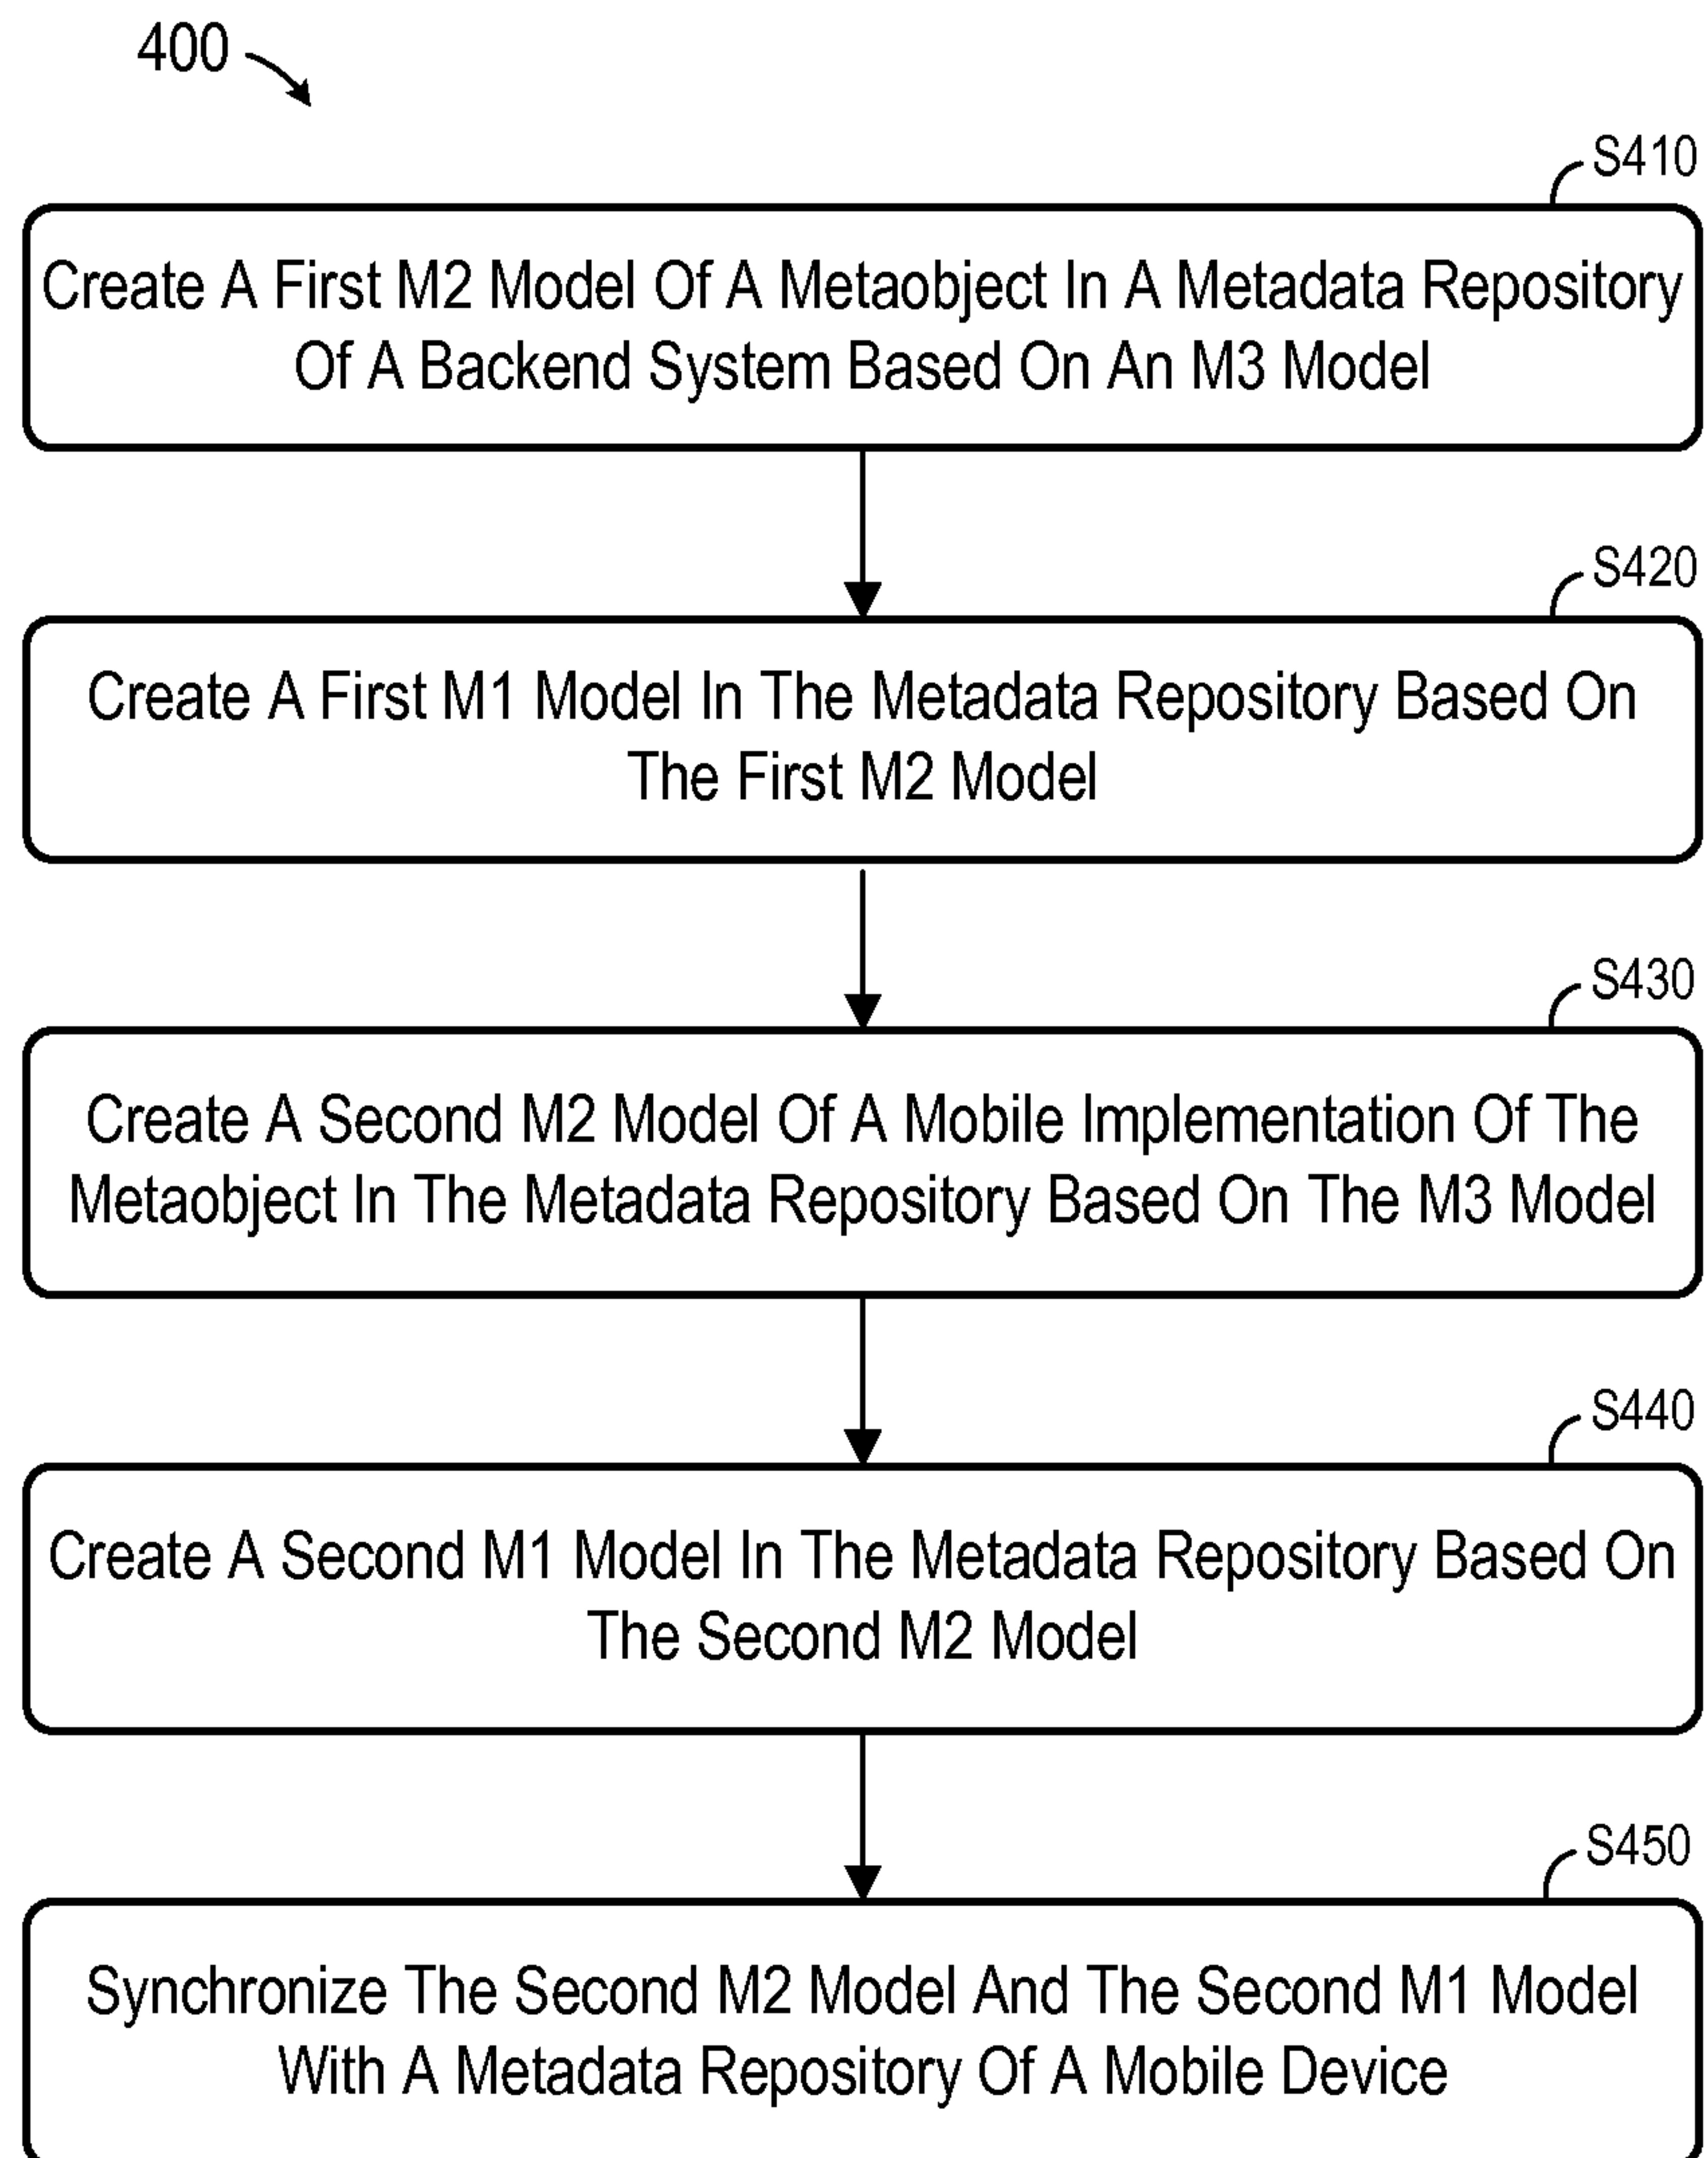 400
S410
Create A First M2 Model Of A Metaobject In A Metadata Repository
Of A Backend System Based On An M3 Model
S420
Create A First M1 Model In The Metadata Repository Based On
The First M2 Model
S430
Create A Second M2 Model Of A Mobile Implementation Of The
Metaobject In The Metadata Repository Based On The M3 Model
S440
Create A Second M1 Model In The Metadata Repository Based On
The Second M2 Model
S450
Synchronize The Second M2 Model And The Second M1 Model
With A Metadata Repository Of A Mobile Device